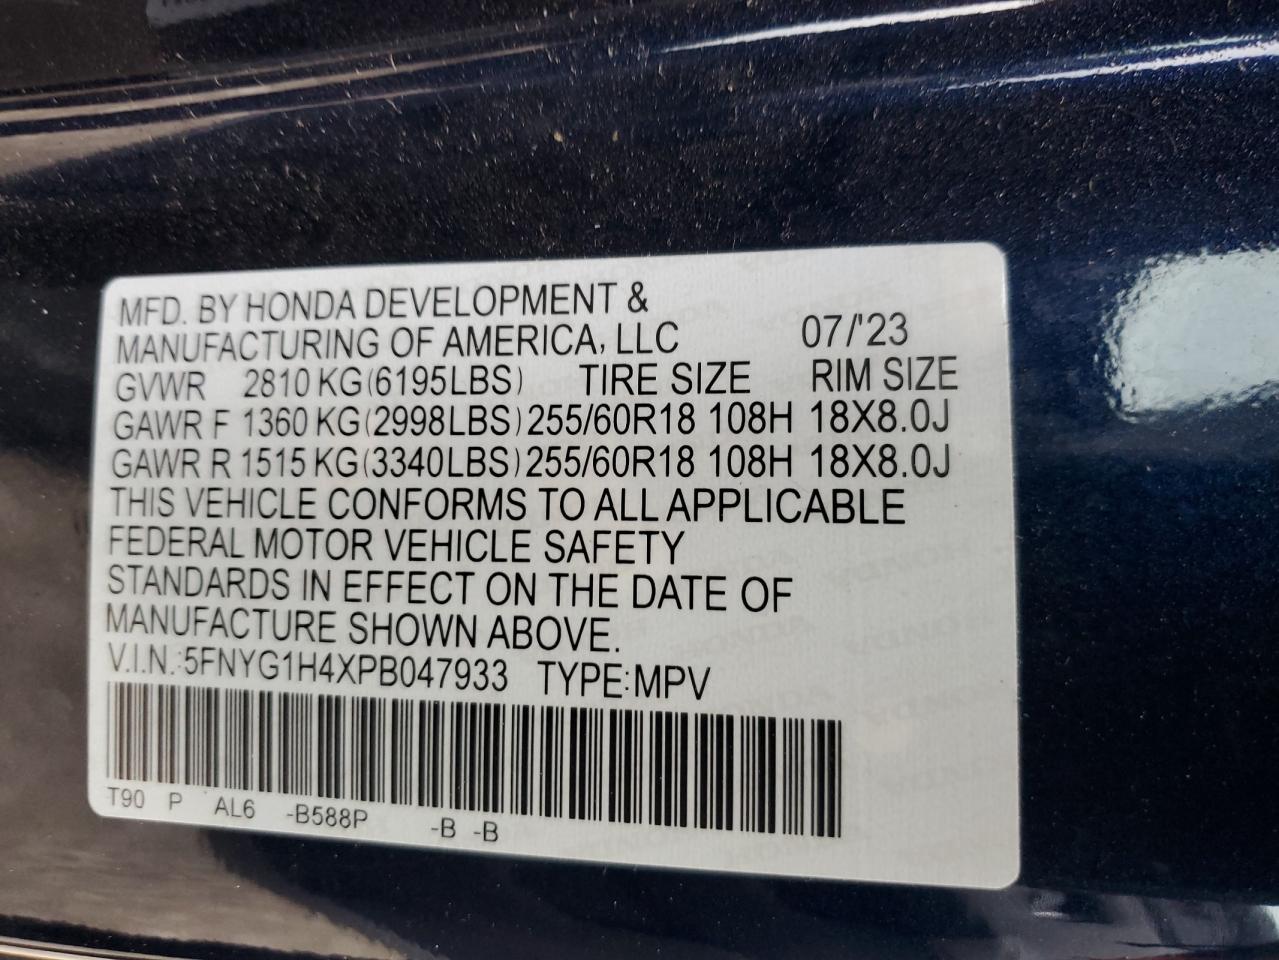 MFD. BY HONDA DEVELOPMENT &
MANUFACTURING OF AMERICA, LLC 07/'23
GVWR 2810 KG(6195LBS) TIRE SIZE RIM SIZE
GAWR F 1360 KG(2998LBS) 255/60R18 108H 18X8.0J
GAWR R 1515 KG(3340LBS) 255/60R18 108H 18X8.0J
THIS VEHICLE CONFORMS TO ALL APPLICABLE
FEDERAL MOTOR VEHICLE SAFETY
STANDARDS IN EFFECT ON THE DATE OF
MANUFACTURE SHOWN ABOVE.
V.I.N.:5FNYG1H4XPB047933 TYPE:MPV
T90 P AL6 -B588P -B -B